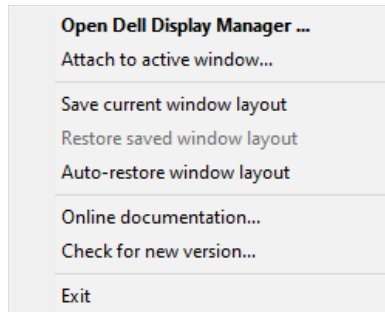 Open Dell Display Manager ...
Attach to active window...
Save current window layout
Restore saved window layout
Auto-restore window layout
Online documentation...
Check for new version...
Exit